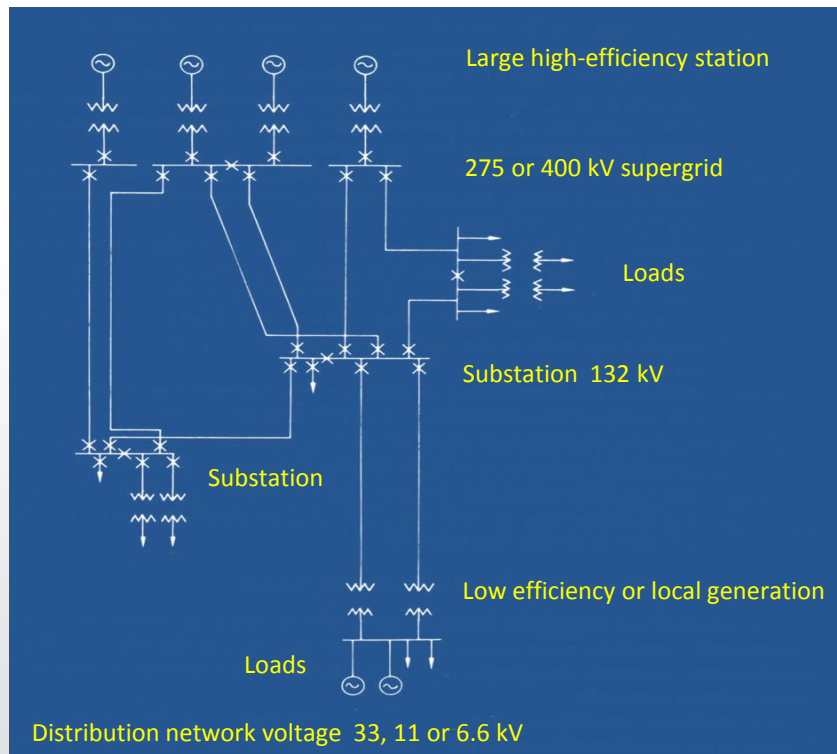 Large high-efficiency station
275 or 400 kV supergrid
Loads
Substation  132 kV
Substation
Low efficiency or local generation
Loads
Distribution network voltage  33, 11 or 6.6 kV